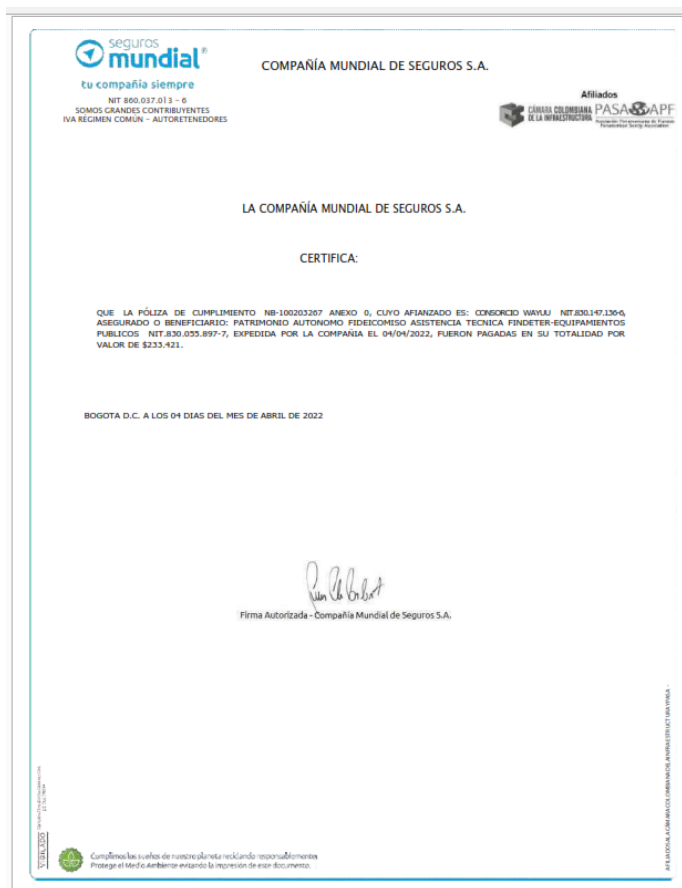 seguros
mundial®
tu compañía siempre
NIT 860.037.013 - 6
SOMOS GRANDES CONTRIBUYENTES
IVA RÉGIMEN COMÚN - AUTORETENEDORES
COMPAÑÍA MUNDIAL DE SEGUROS S.A.
Afiliados
CÁMARA COLOMBIANA
DE LA INFRAESTRUCTURA
PASA APF
LA COMPAÑÍA MUNDIAL DE SEGUROS S.A.
CERTIFICA:
QUE LA PÓLIZA DE CUMPLIMIENTO NB-100203267 ANEXO 0, CUYO AFIANZADO ES: CONSORCIO WAYUU NIT.830.147.136-6,
ASEGURADO O BENEFICIARIO: PATRIMONIO AUTONOMO FIDEICOMISO ASISTENCIA TECNICA FINDETER-EQUIPAMIENTOS
PUBLICOS NIT.830.055.897-7, EXPEDIDA POR LA COMPAÑIA EL 04/04/2022, FUERON PAGADAS EN SU TOTALIDAD POR
VALOR DE $233.421.
BOGOTA D.C. A LOS 04 DIAS DEL MES DE ABRIL DE 2022
Firma Autorizada - Compañía Mundial de Seguros S.A.
VIGILADO
Cumplimos los sueños de nuestro planeta reciclando responsablemente.
Protege el Medio Ambiente evitando la impresión de este documento.